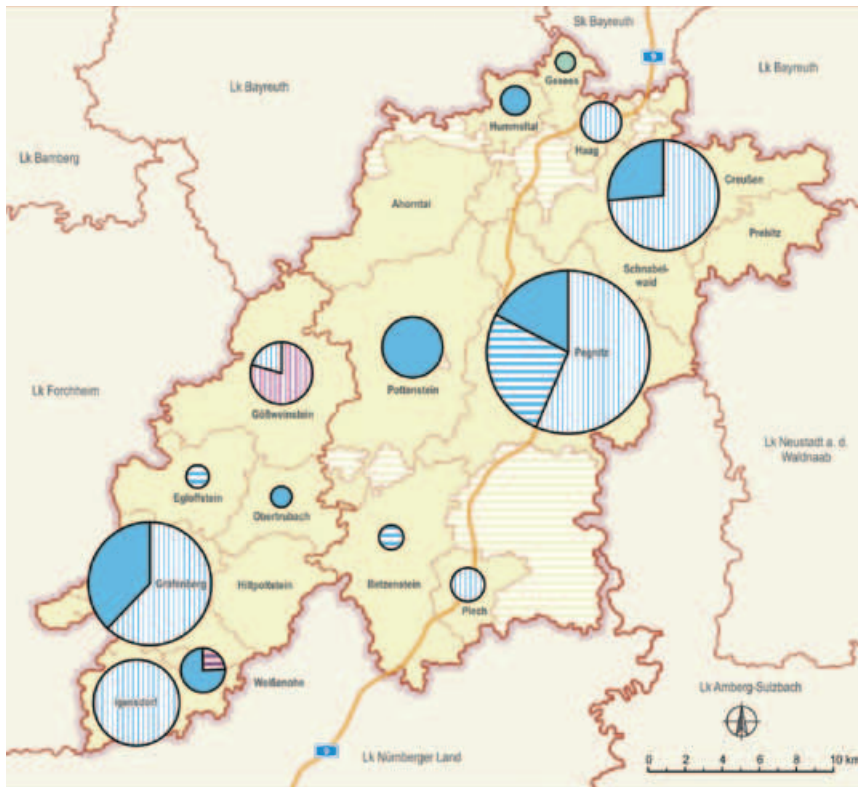 Sk Bayreuth
9
Gesees
Lk Bayreuth
Lk Bayreuth
Hummeltal
Haag
Lk Bamberg
Creußen
Ahorntal
Prebitz
Schnabel-
waid
Pegnitz
Lk Forchheim
Pottenstein
Gößweinstein
Lk Neustadt a. d.
Waldnaab
Egloffstein
Obertrubach
Gräfenberg
Hiltpoltstein
Betzenstein
Plech
Weißenohe
Igensdorf
Lk Amberg-Sulzbach
9
Lk Nürnberger Land
0 2 4 6 8 10 km